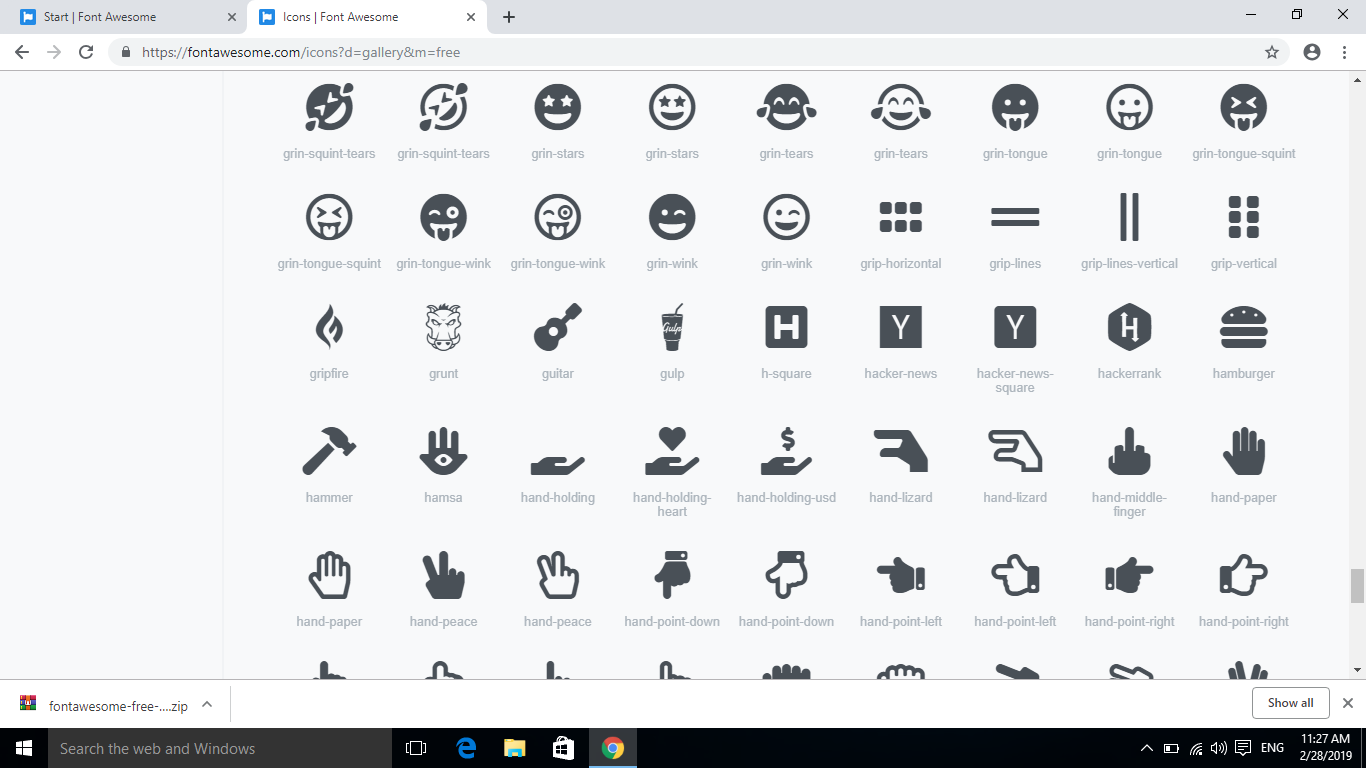 Start | Font Awesome
Icons | Font Awesome
https://fontawesome.com/icons?d=gallery&m=free
grin-squint-tears grin-squint-tears grin-stars grin-stars grin-tears grin-tears grin-tongue grin-tongue grin-tongue-squint
grin-tongue-squint grin-tongue-wink grin-tongue-wink grin-wink grin-wink grip-horizontal grip-lines grip-lines-vertical grip-vertical
Gulp
H
Y
Y
H
gripfire grunt guitar gulp h-square hacker-news hacker-news-square hackerrank hamburger
$
hammer hamsa hand-holding hand-holding-heart hand-holding-usd hand-lizard hand-lizard hand-middle-finger hand-paper
hand-paper hand-peace hand-peace hand-point-down hand-point-down hand-point-left hand-point-left hand-point-right hand-point-right
fontawesome-free-....zip
Show all
Search the web and Windows
ENG
11:27 AM
2/28/2019